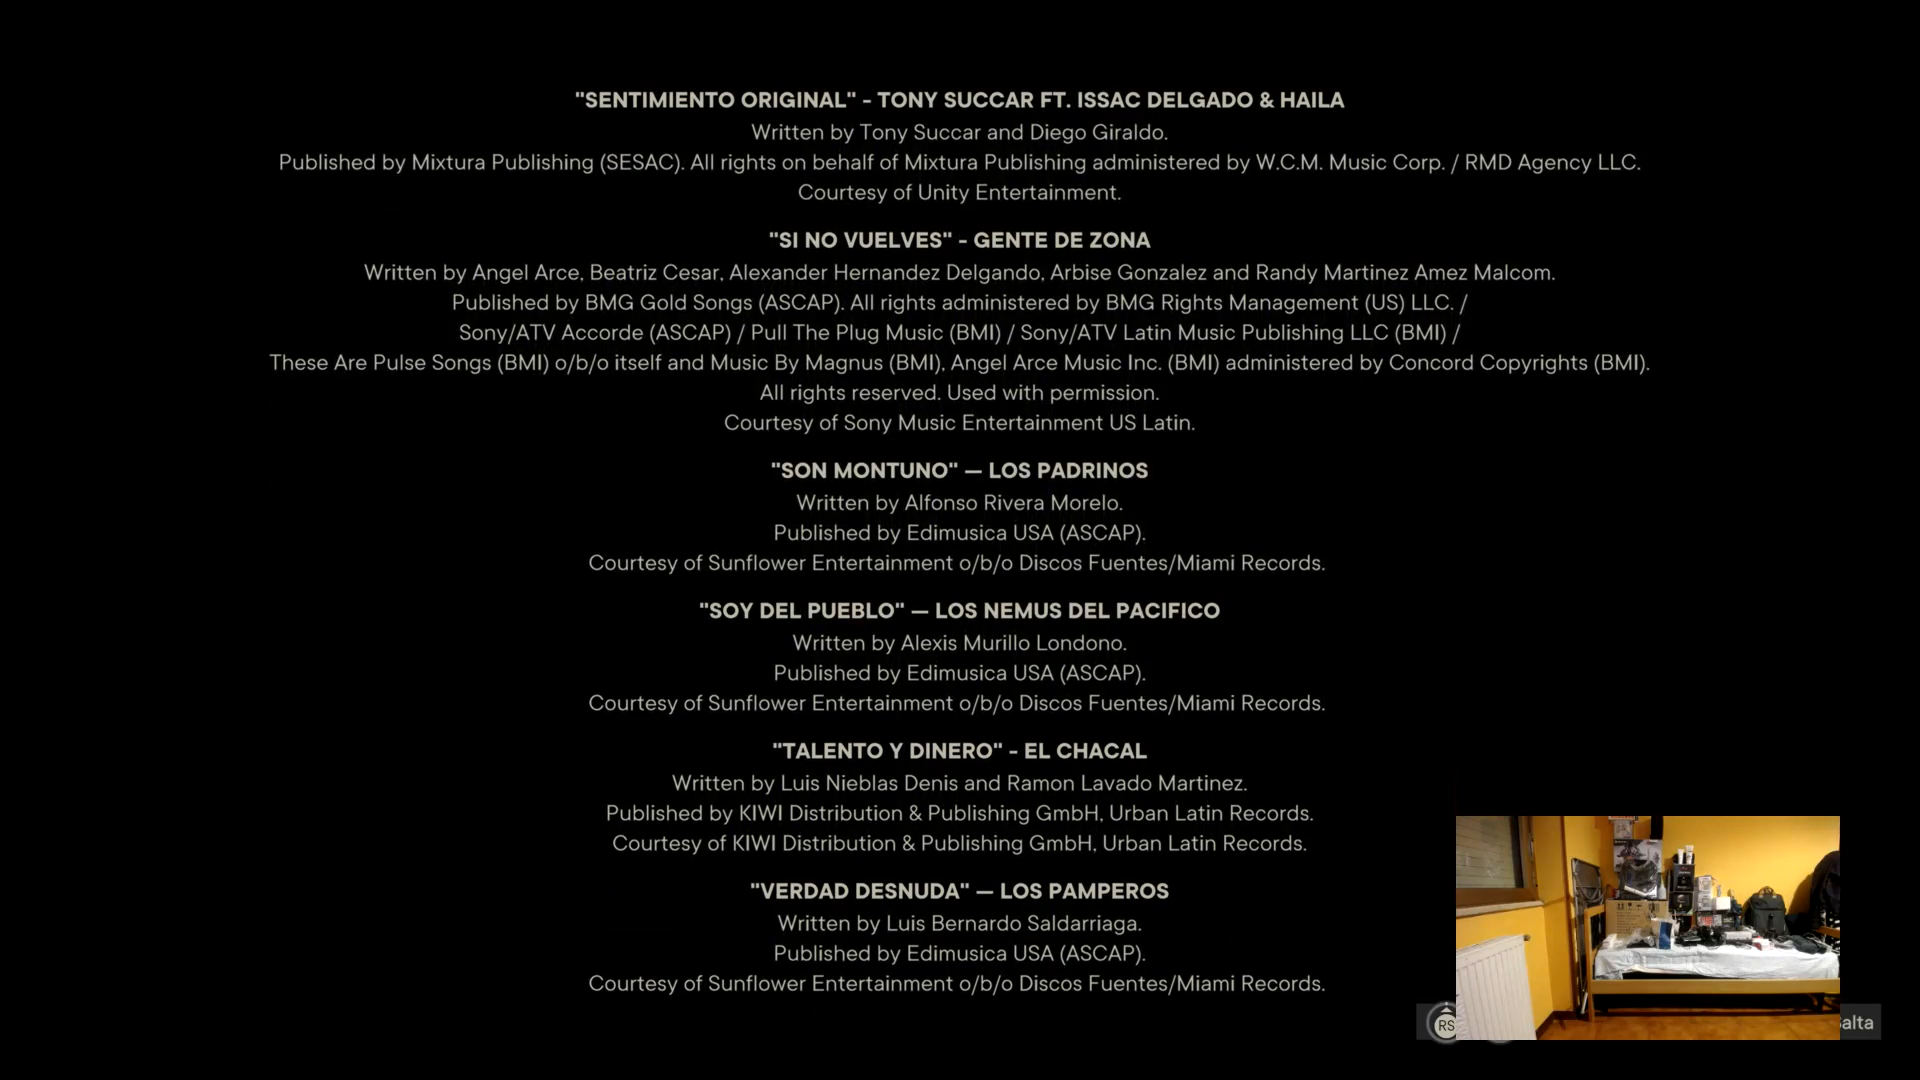 "SENTIMIENTO ORIGINAL" - TONY SUCCAR FT. ISSAC DELGADO & HAILA
Written by Tony Succar and Diego Giraldo.
Published by Mixtura Publishing (SESAC). All rights on behalf of Mixtura Publishing administered by W.C.M. Music Corp. / RMD Agency LLC.
Courtesy of Unity Entertainment.
"SI NO VUELVES" - GENTE DE ZONA
Written by Angel Arce, Beatriz Cesar, Alexander Hernandez Delgando, Arbise Gonzalez and Randy Martinez Amez Malcom.
Published by BMG Gold Songs (ASCAP). All rights administered by BMG Rights Management (US) LLC. /
Sony/ATV Accorde (ASCAP) / Pull The Plug Music (BMI) / Sony/ATV Latin Music Publishing LLC (BMI) /
These Are Pulse Songs (BMI) o/b/o itself and Music By Magnus (BMI), Angel Arce Music Inc. (BMI) administered by Concord Copyrights (BMI).
All rights reserved. Used with permission.
Courtesy of Sony Music Entertainment US Latin.
"SON MONTUNO" — LOS PADRINOS
Written by Alfonso Rivera Morelo.
Published by Edimusica USA (ASCAP).
Courtesy of Sunflower Entertainment o/b/o Discos Fuentes/Miami Records.
"SOY DEL PUEBLO" — LOS NEMUS DEL PACIFICO
Written by Alexis Murillo Londono.
Published by Edimusica USA (ASCAP).
Courtesy of Sunflower Entertainment o/b/o Discos Fuentes/Miami Records.
"TALENTO Y DINERO" - EL CHACAL
Written by Luis Nieblas Denis and Ramon Lavado Martinez.
Published by KIWI Distribution & Publishing GmbH, Urban Latin Records.
Courtesy of KIWI Distribution & Publishing GmbH, Urban Latin Records.
"VERDAD DESNUDA" — LOS PAMPEROS
Written by Luis Bernardo Saldarriaga.
Published by Edimusica USA (ASCAP).
Courtesy of Sunflower Entertainment o/b/o Discos Fuentes/Miami Records.
RS alta